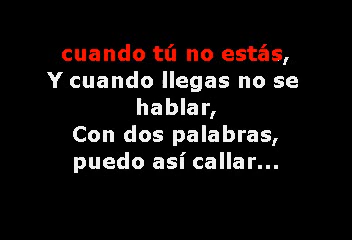 cuando tú no estás,
Y cuando llegas no se
hablar,
Con dos palabras,
puedo así callar...